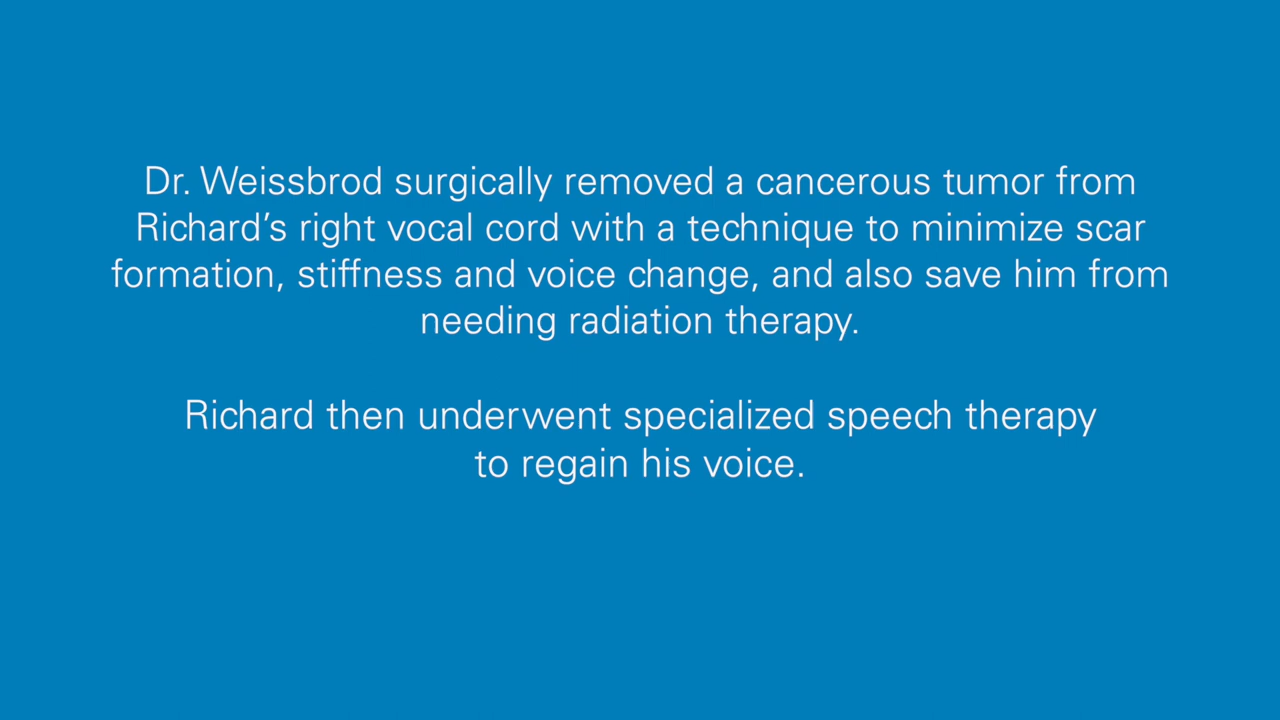 Dr. Weissbrod surgically removed a cancerous tumor from
Richard’s right vocal cord with a technique to minimize scar
formation, stiffness and voice change, and also save him from
needing radiation therapy.
Richard then underwent specialized speech therapy
to regain his voice.